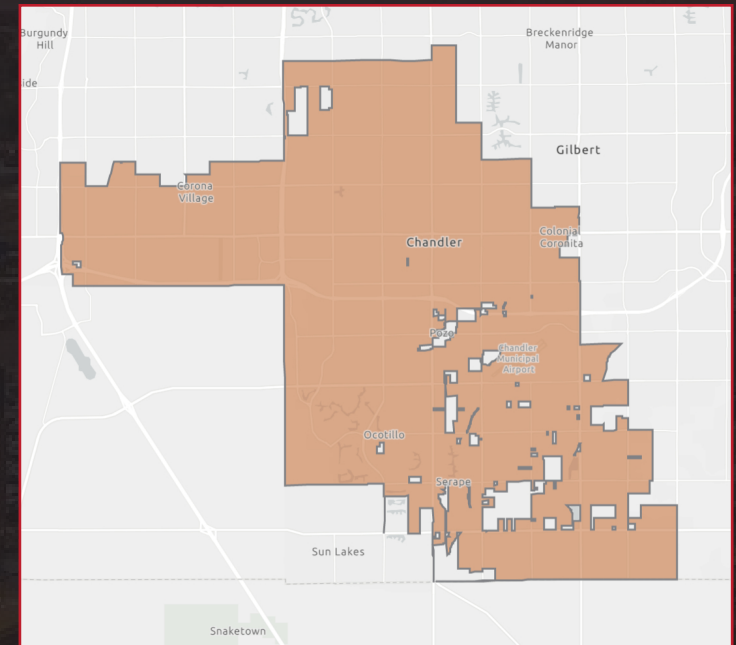 Burgundy
Hill
Breckenridge
Manor
ide
Gilbert
Corona
Village
Chandler
Colonial
Coronita
Pozo
Chandler
Municipal
Airport
Ocotillo
Serape
Sun Lakes
Snaketown